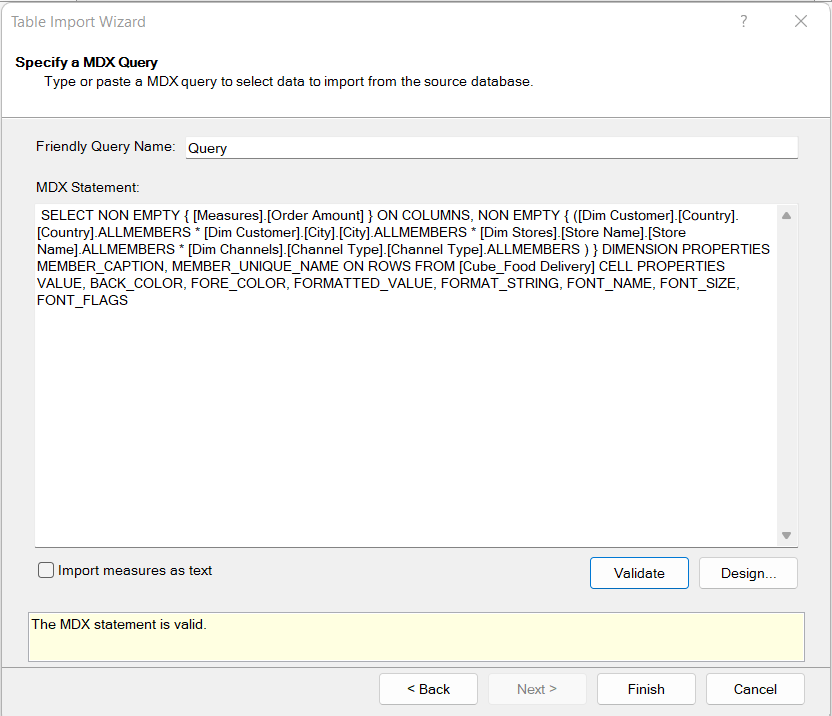 Table Import Wizard
?
Specify a MDX Query
Type or paste a MDX query to select data to import from the source database.
Friendly Query Name:
Query
MDX Statement:
SELECT NON EMPTY { [Measures].[Order Amount] } ON COLUMNS, NON EMPTY { ([Dim Customer].[Country].
[Country].ALLMEMBERS * [Dim Customer].[City].[City].ALLMEMBERS * [Dim Stores].[Store Name].[Store
Name].ALLMEMBERS * [Dim Channels].[Channel Type].[Channel Type].ALLMEMBERS ) } DIMENSION PROPERTIES
MEMBER_CAPTION, MEMBER_UNIQUE_NAME ON ROWS FROM [Cube_Food Delivery] CELL PROPERTIES
VALUE, BACK_COLOR, FORE_COLOR, FORMATTED_VALUE, FORMAT_STRING, FONT_NAME, FONT_SIZE,
FONT_FLAGS
Import measures as text
Validate
Design...
The MDX statement is valid.
< Back
Next >
Finish
Cancel